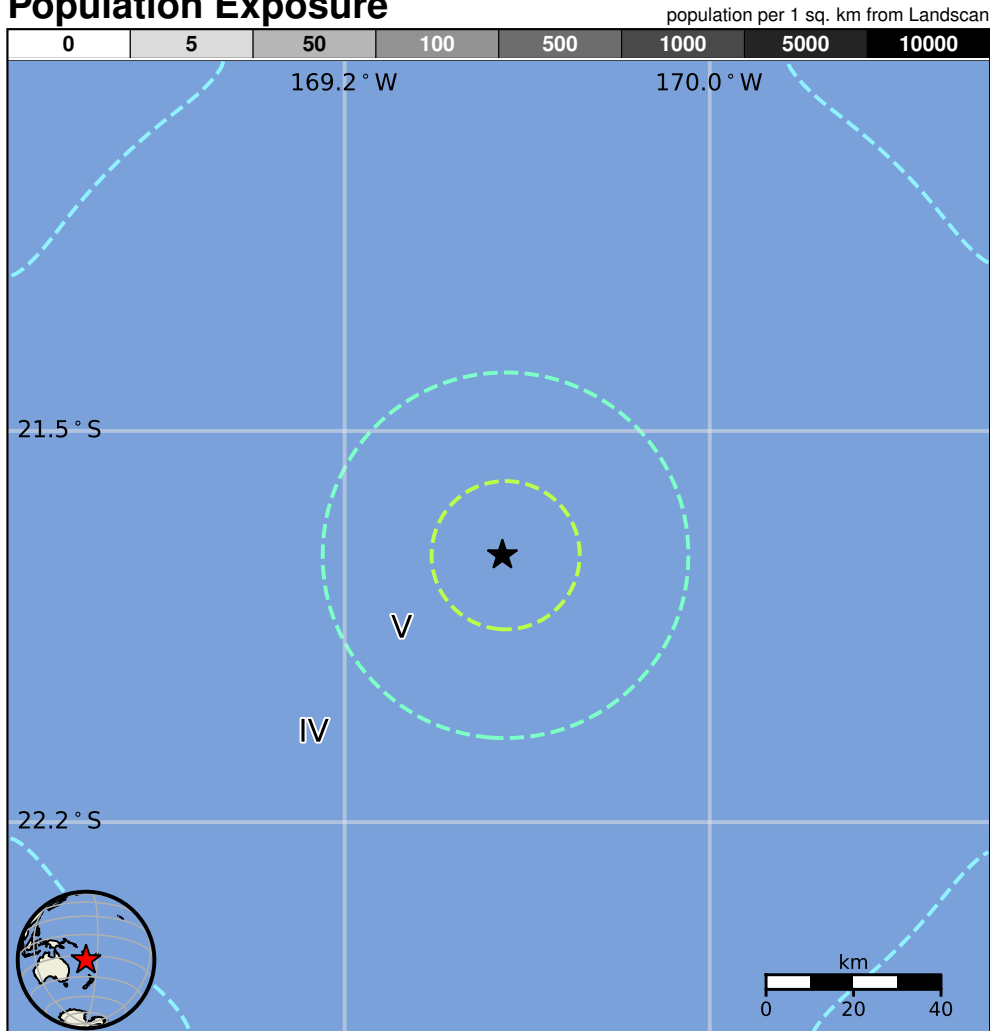 Population Exposure
population per 1 sq. km from Landscan
0 5 50 100 500 1000 5000 10000
169.2°W 170.0°W
21.5°S
V
IV
22.2°S
km
0 20 40